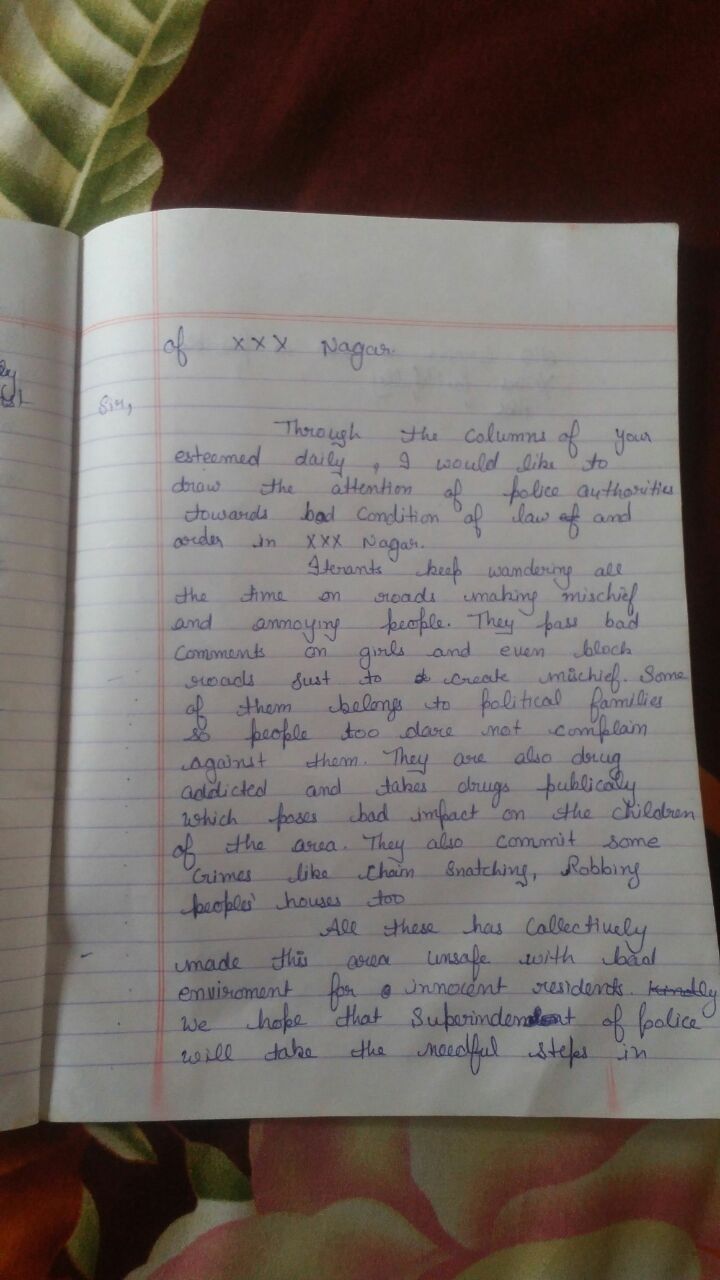 of xxx Nagar.
Sir,
Through the columns of your
esteemed daily, I would like to
draw the attention of police authorities
towards bad condition of law of and
order in xxx Nagar.
Iterants keep wandering all
the time on roads making mischief
and annoying people. They pass bad
comments on girls and even block
roads just to create mischief. Some
of them belongs to political families
so people too dare not complain
against them. They are also drug
addicted and takes drugs publicaly
which poses bad impact on the children
of the area. They also commit some
crimes like chain snatching, Robbing
peoples' houses too
All these has collectively
made this area unsafe with bad
enviroment for innocent residents. Kindly
We hope that Superindendent of police
will take the needful steps in